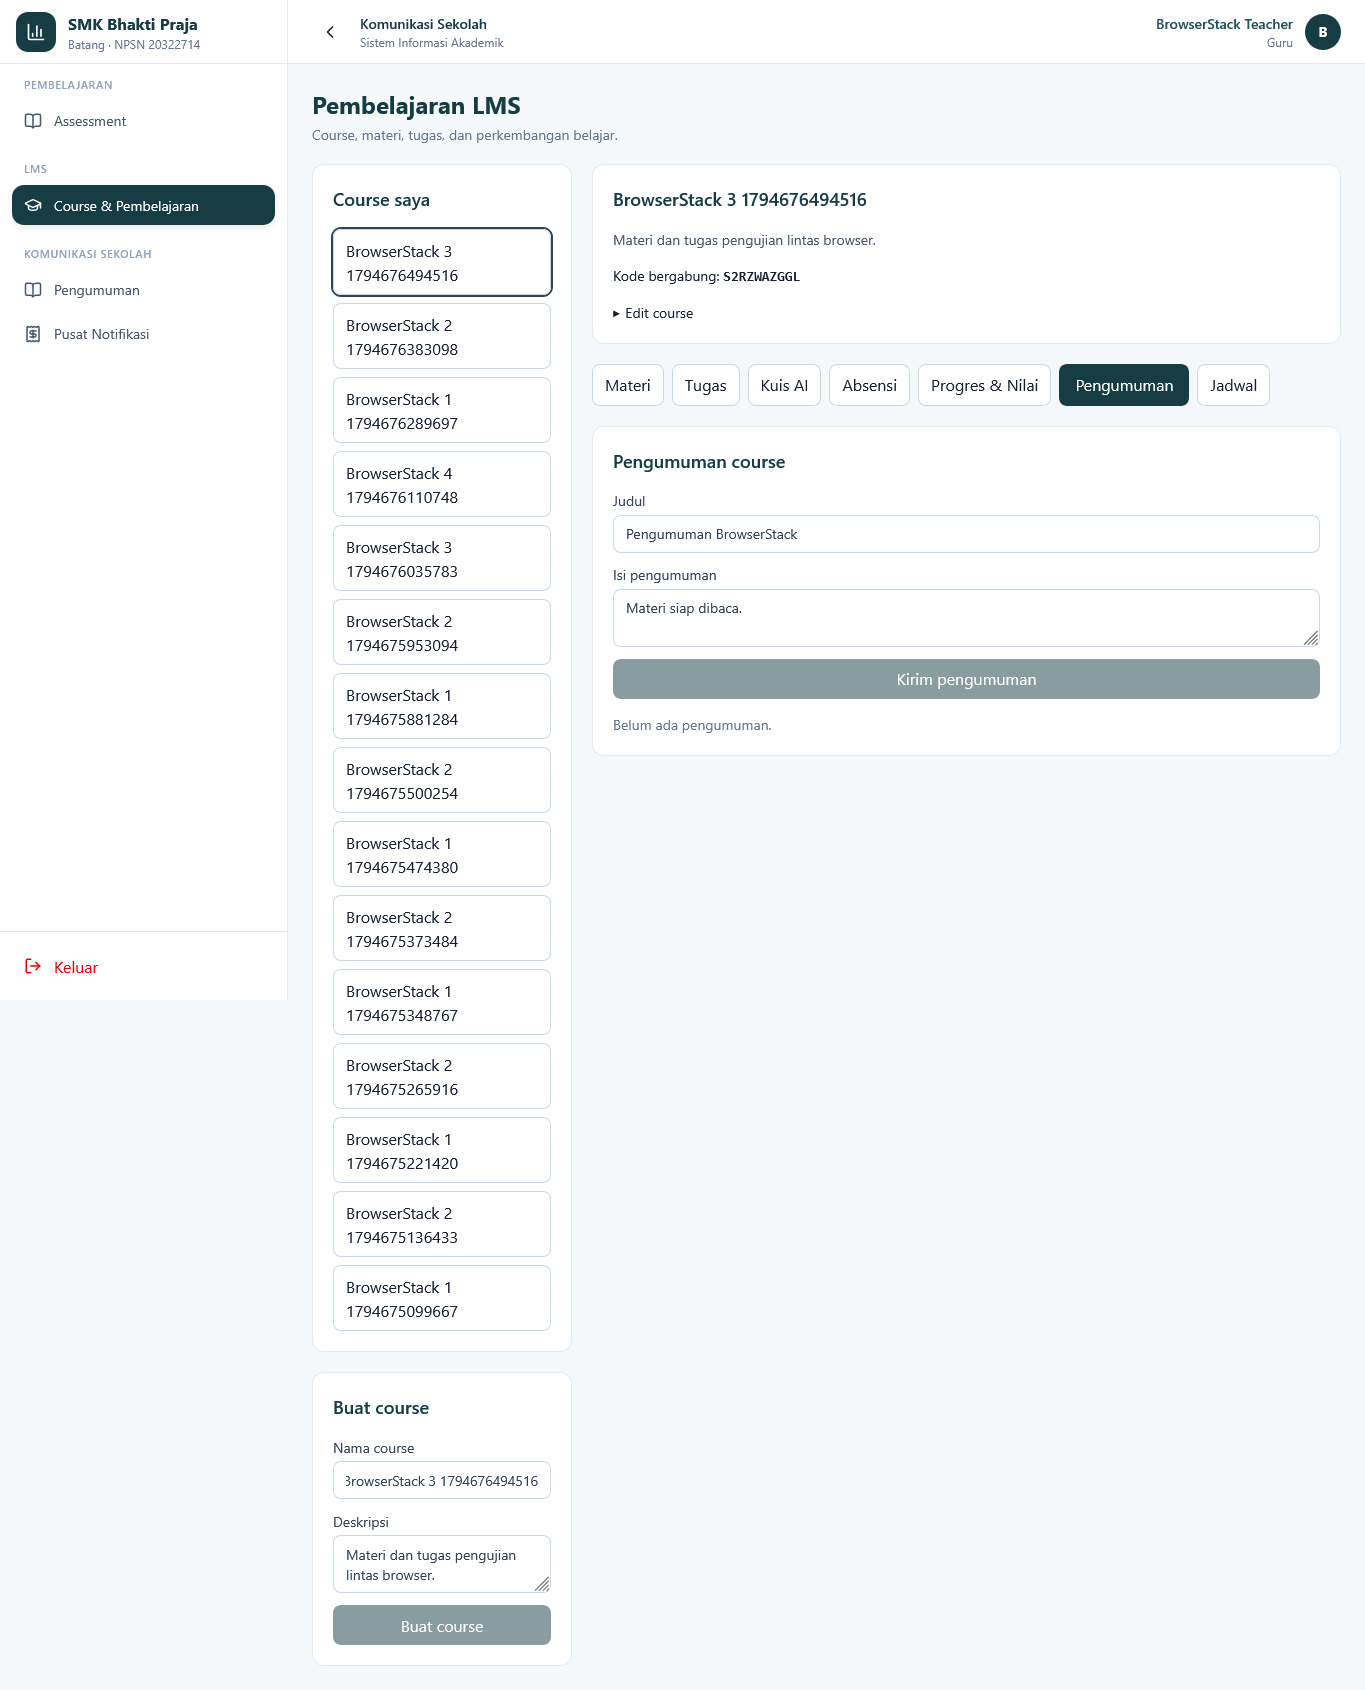 SMK Bhakti Praja
Batang · NPSN 20322714
PEMBELAJARAN
Assessment
LMS
Course & Pembelajaran
KOMUNIKASI SEKOLAH
Pengumuman
Pusat Notifikasi
Keluar
Komunikasi Sekolah
Sistem Informasi Akademik
BrowserStack Teacher
Guru
B
Pembelajaran LMS
Course, materi, tugas, dan perkembangan belajar.
Course saya
BrowserStack 3
1794676494516
BrowserStack 2
1794676383098
BrowserStack 1
1794676289697
BrowserStack 4
1794676110748
BrowserStack 3
1794676035783
BrowserStack 2
1794675953094
BrowserStack 1
1794675881284
BrowserStack 2
1794675500254
BrowserStack 1
1794675474380
BrowserStack 2
1794675373484
BrowserStack 1
1794675348767
BrowserStack 2
1794675265916
BrowserStack 1
1794675221420
BrowserStack 2
1794675136433
BrowserStack 1
1794675099667
Buat course
Nama course
BrowserStack 3 1794676494516
Deskripsi
Materi dan tugas pengujian
lintas browser.
Buat course
BrowserStack 3 1794676494516
Materi dan tugas pengujian lintas browser.
Kode bergabung: S2RZWAZGGL
▸ Edit course
Materi
Tugas
Kuis AI
Absensi
Progres & Nilai
Pengumuman
Jadwal
Pengumuman course
Judul
Pengumuman BrowserStack
Isi pengumuman
Materi siap dibaca.
Kirim pengumuman
Belum ada pengumuman.